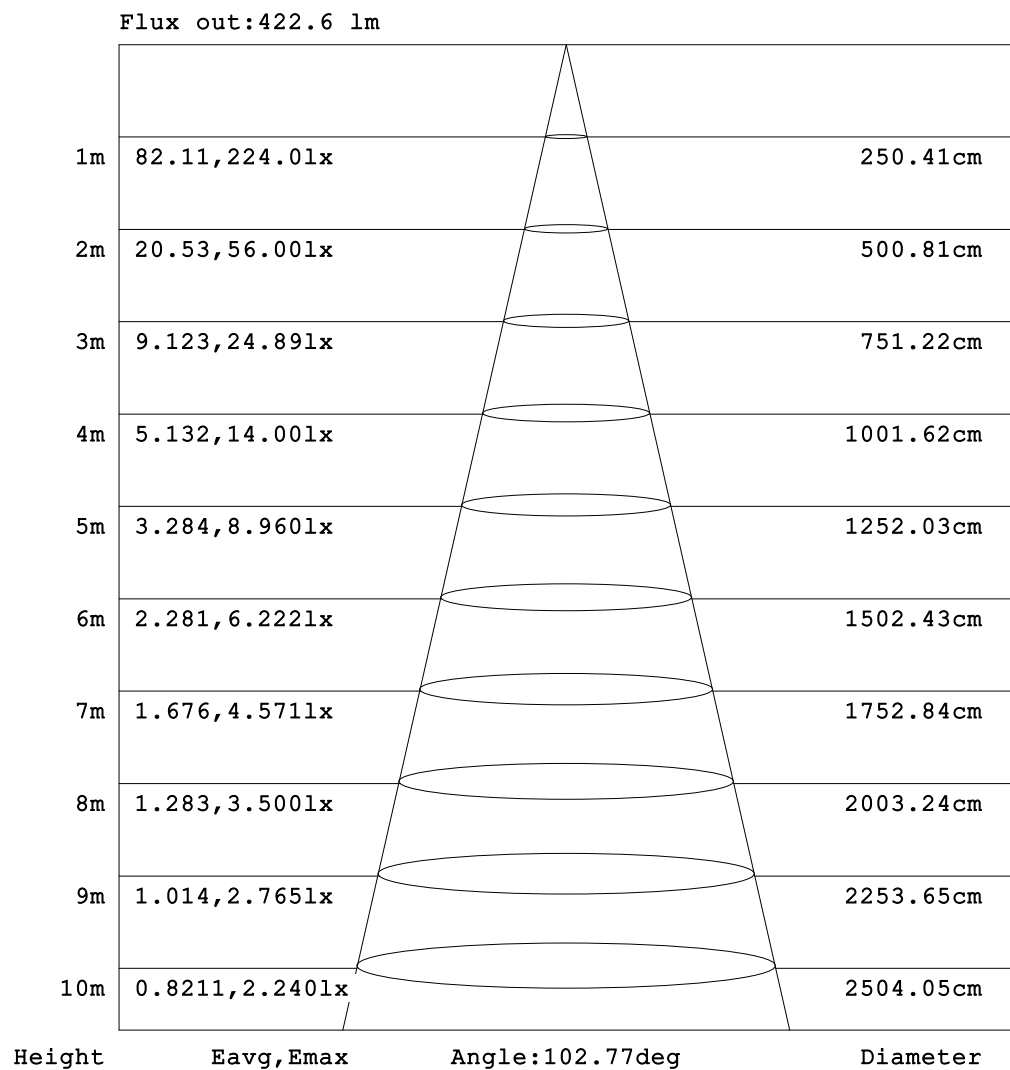 Flux out:422.6 lm
1m 82.11,224.0lx 250.41cm
2m 20.53,56.00lx 500.81cm
3m 9.123,24.89lx 751.22cm
4m 5.132,14.00lx 1001.62cm
5m 3.284,8.960lx 1252.03cm
6m 2.281,6.222lx 1502.43cm
7m 1.676,4.571lx 1752.84cm
8m 1.283,3.500lx 2003.24cm
9m 1.014,2.765lx 2253.65cm
10m 0.8211,2.240lx 2504.05cm
Height Eavg,Emax Angle:102.77deg Diameter